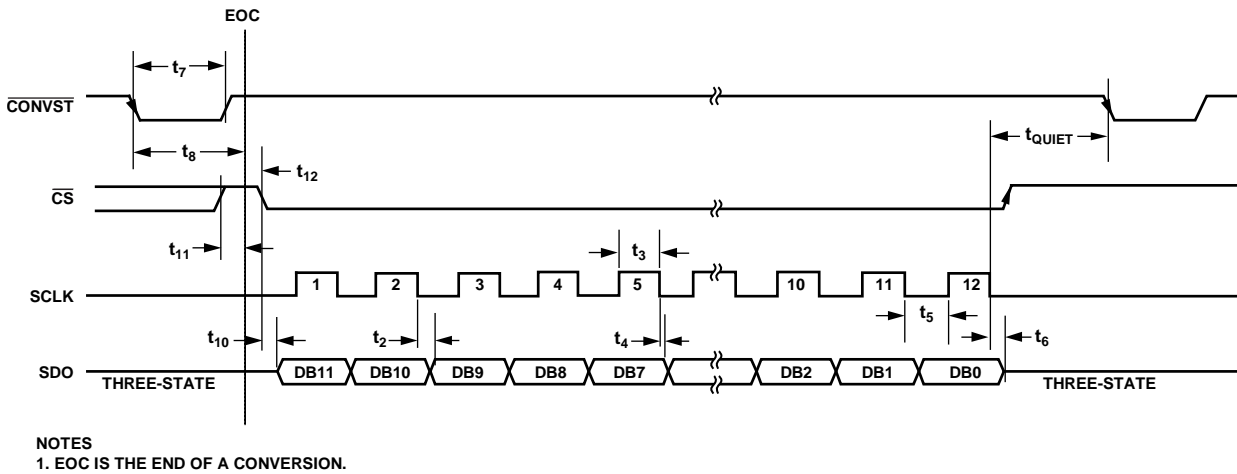 EOC
t7
CONVST
t8
tQUIET
t12
CS
t11
t3
1 2 3 4 5 10 11 12
SCLK
t10 t2 t4 t5 t6
DB11 DB10 DB9 DB8 DB7 DB2 DB1 DB0
SDO
THREE-STATE THREE-STATE
NOTES
1. EOC IS THE END OF A CONVERSION.